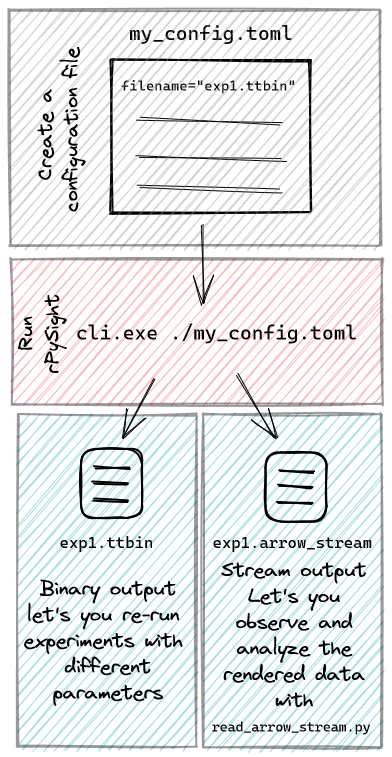 my_config.toml
Create a
configuration file
filename="exp1.ttbin"
Run
rPySight
cli.exe ./my_config.toml
exp1.ttbin
Binary output
let's you re-run
experiments with
different
parameters
exp1.arrow_stream
Stream output
Let's you
observe and
analyze the
rendered data
with
read_arrow_stream.py